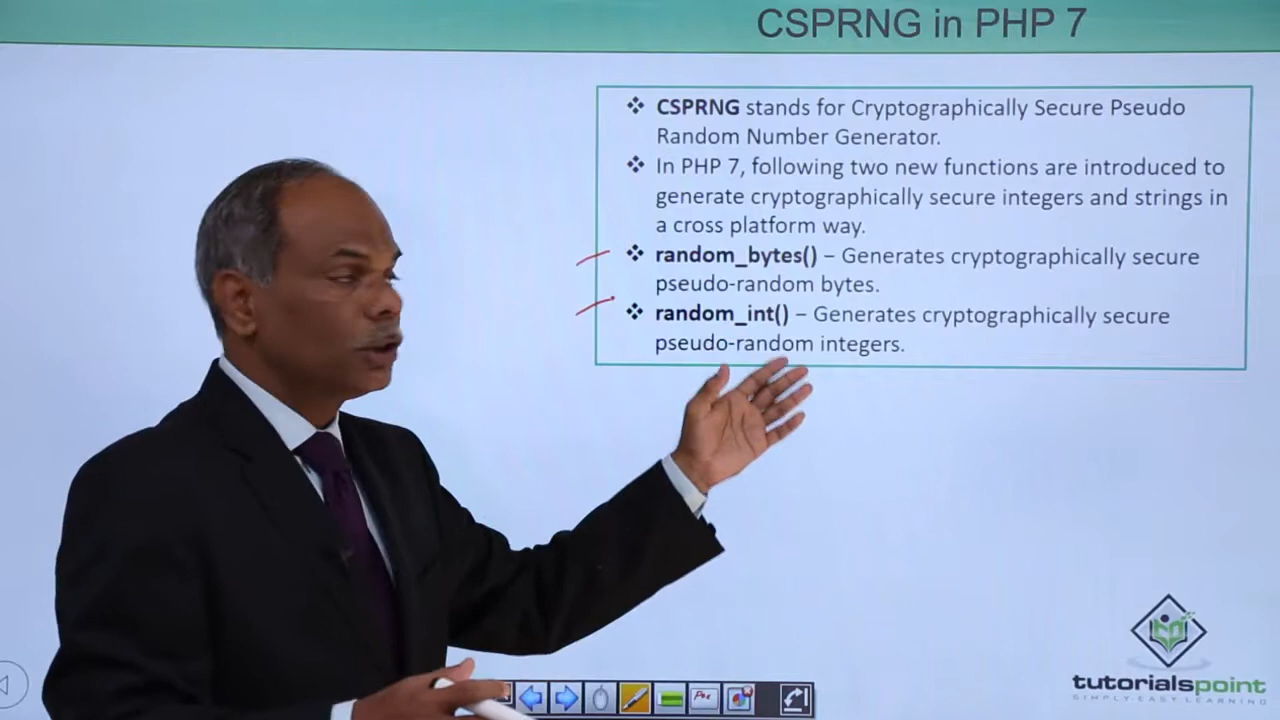 CSPRNG in PHP 7
❖ CSPRNG stands for Cryptographically Secure Pseudo
Random Number Generator.
❖ In PHP 7, following two new functions are introduced to
generate cryptographically secure integers and strings in
a cross platform way.
❖ random_bytes() – Generates cryptographically secure
pseudo-random bytes.
❖ random_int() – Generates cryptographically secure
pseudo-random integers.
tutorialspoint
SIMPLY EASY LEARNING